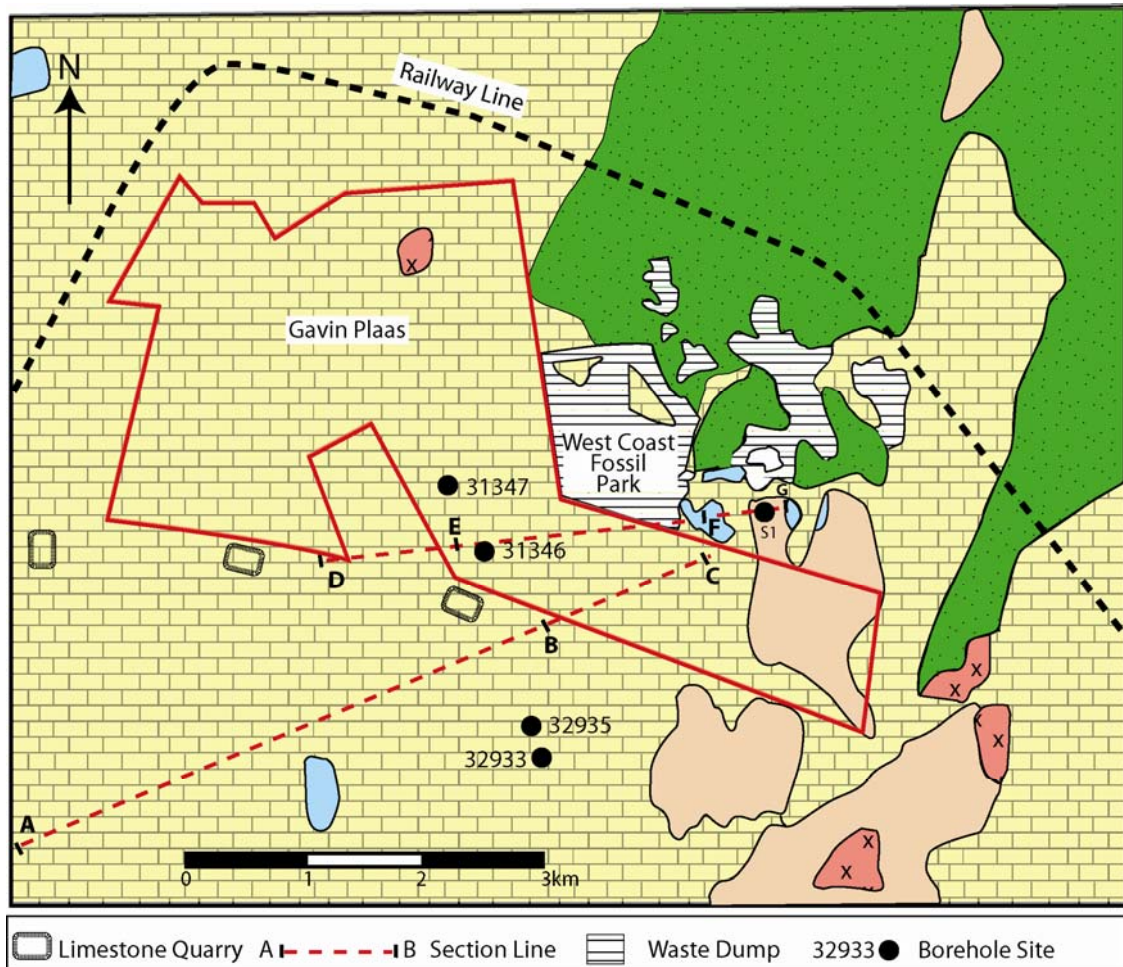 N
Railway Line
x
Gavin Plaas
West Coast
Fossil
Park
31347
G
F
S1
E
31346
D
C
B
x
x
32935
x
x
32933
A
x
x
0 1 2 3km
Limestone Quarry A B Section Line Waste Dump 32933 Borehole Site